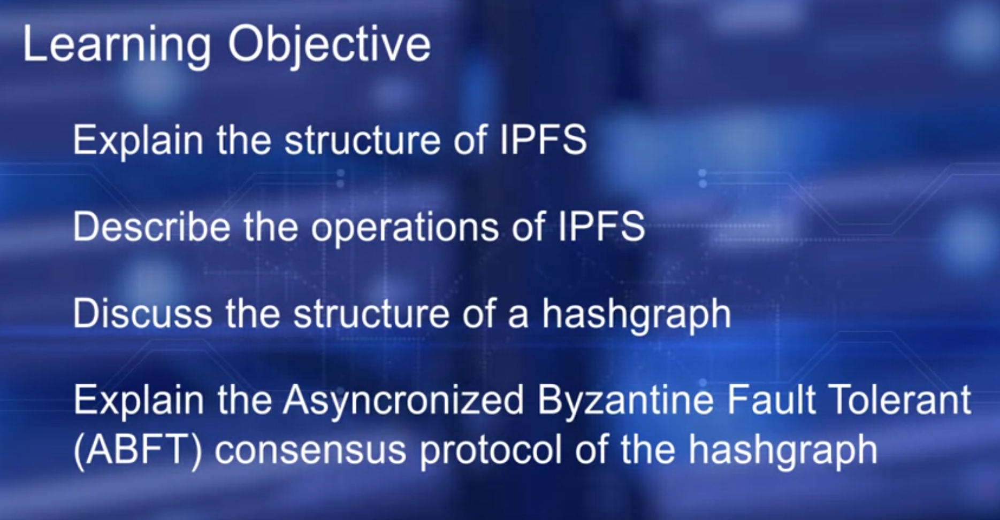 Learning Objective
Explain the structure of IPFS
Describe the operations of IPFS
Discuss the structure of a hashgraph
Explain the Asyncronized Byzantine Fault Tolerant
(ABFT) consensus protocol of the hashgraph